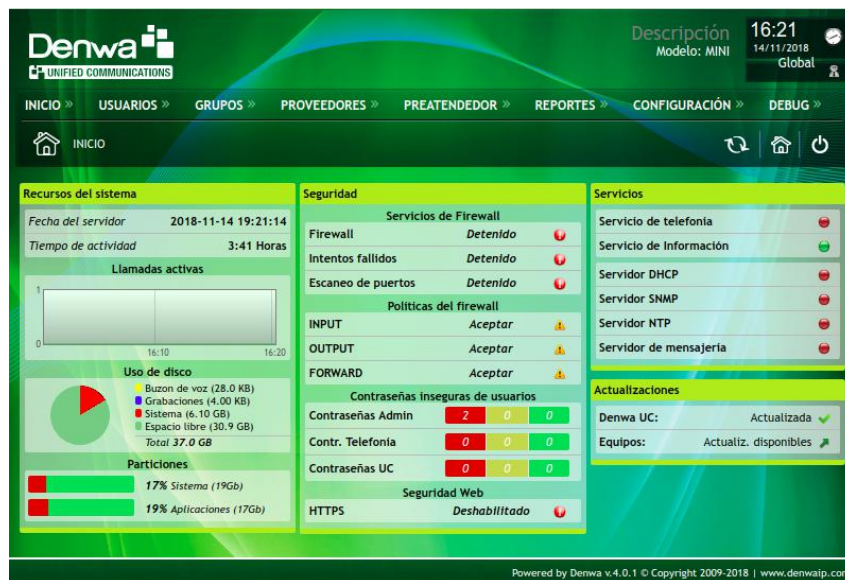 Denwa
UNIFIED COMMUNICATIONS
Descripción
Modelo: MINI
16:21
14/11/2018
Global
INICIO » USUARIOS » GRUPOS » PROVEEDORES » PREATENDEDOR » REPORTES » CONFIGURACIÓN » DEBUG »
INICIO
Recursos del sistema
Fecha del servidor 2018-11-14 19:21:14
Tiempo de actividad 3:41 Horas
Llamadas activas
1
0
16:10 16:20
Uso de disco
Buzon de voz (28.0 KB)
Grabaciones (4.00 KB)
Sistema (6.10 GB)
Espacio libre (30.9 GB)
Total 37.0 GB
Particiones
17% Sistema (19Gb)
19% Aplicaciones (17Gb)
Seguridad
Servicios de Firewall
Firewall Detenido
Intentos fallidos Detenido
Escaneo de puertos Detenido
Politicas del firewall
INPUT Aceptar
OUTPUT Aceptar
FORWARD Aceptar
Contraseñas inseguras de usuarios
Contraseñas Admin 2 0 0
Contr. Telefonia 0 0 0
Contraseñas UC 0 0 0
Seguridad Web
HTTPS Deshabilitado
Servicios
Servicio de telefonia
Servicio de Información
Servidor DHCP
Servidor SNMP
Servidor NTP
Servidor de mensajeria
Actualizaciones
Denwa UC: Actualizada
Equipos: Actualiz. disponibles
Powered by Denwa v.4.0.1 © Copyright 2009-2018 | www.denwaip.com